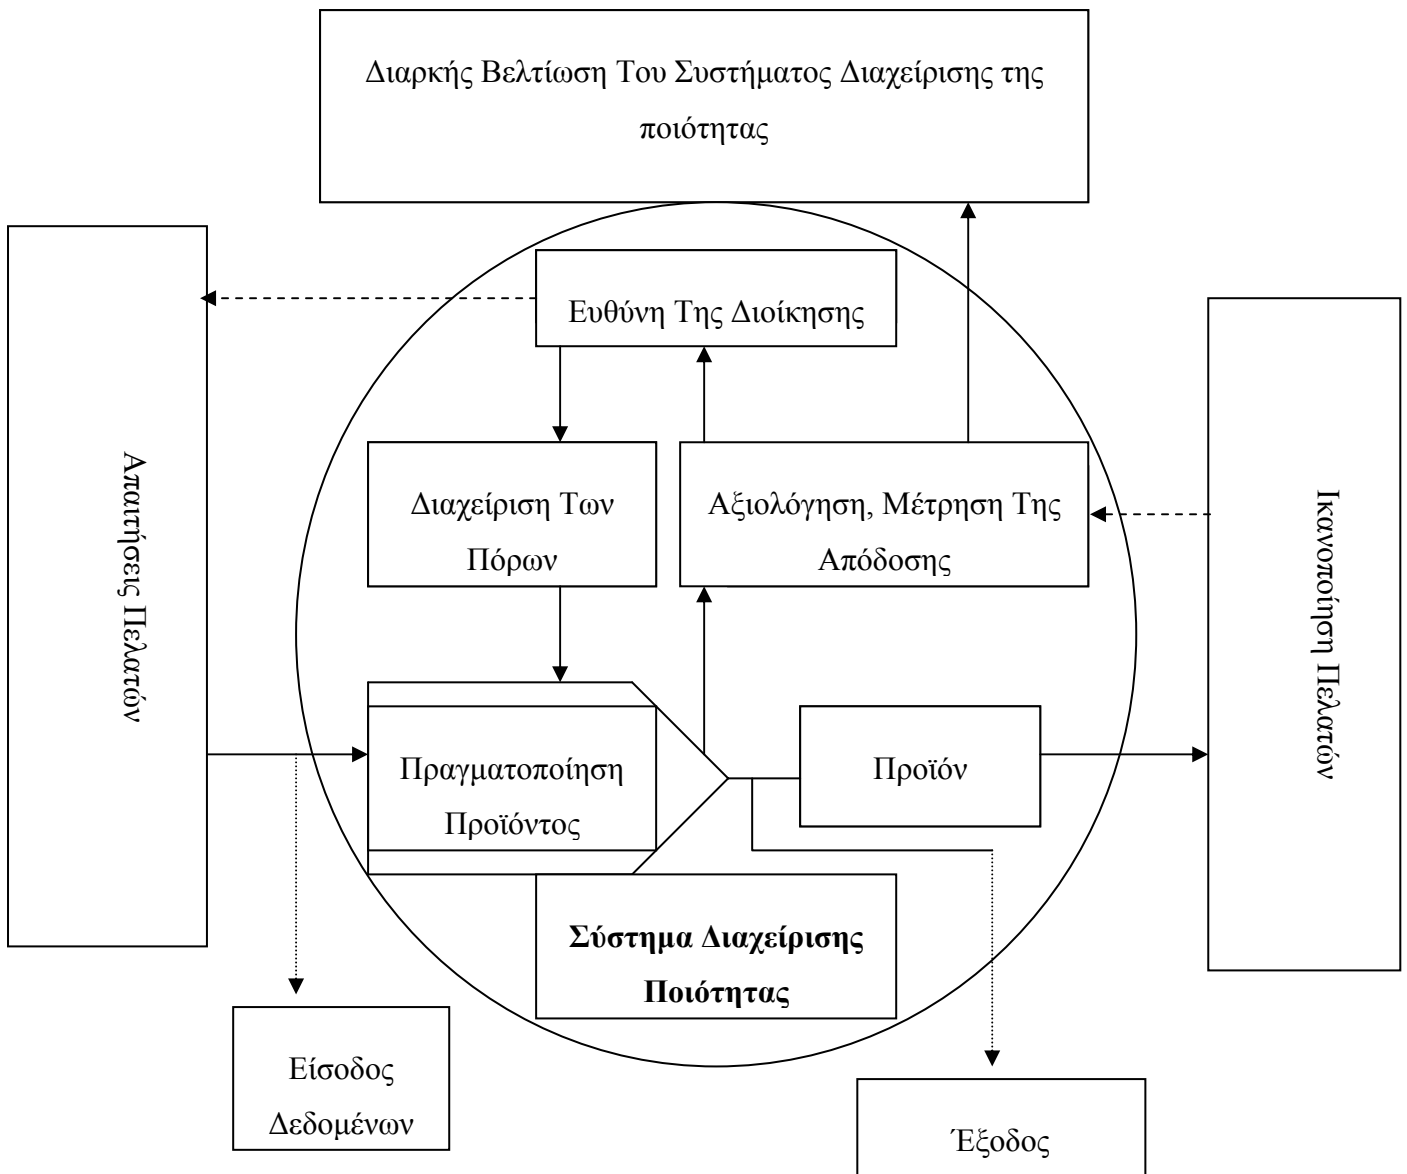 Διαρκής Βελτίωση Του Συστήματος Διαχείρισης της
ποιότητας
Ευθύνη Της Διοίκησης
Απαιτήσεις Πελατών
Διαχείριση Των
Πόρων
Αξιολόγηση, Μέτρηση Της
Απόδοσης
Ικανοποίηση Πελατών
Πραγματοποίηση
Προϊόντος
Προϊόν
Σύστημα Διαχείρισης
Ποιότητας
Είσοδος
Δεδομένων
Έξοδος